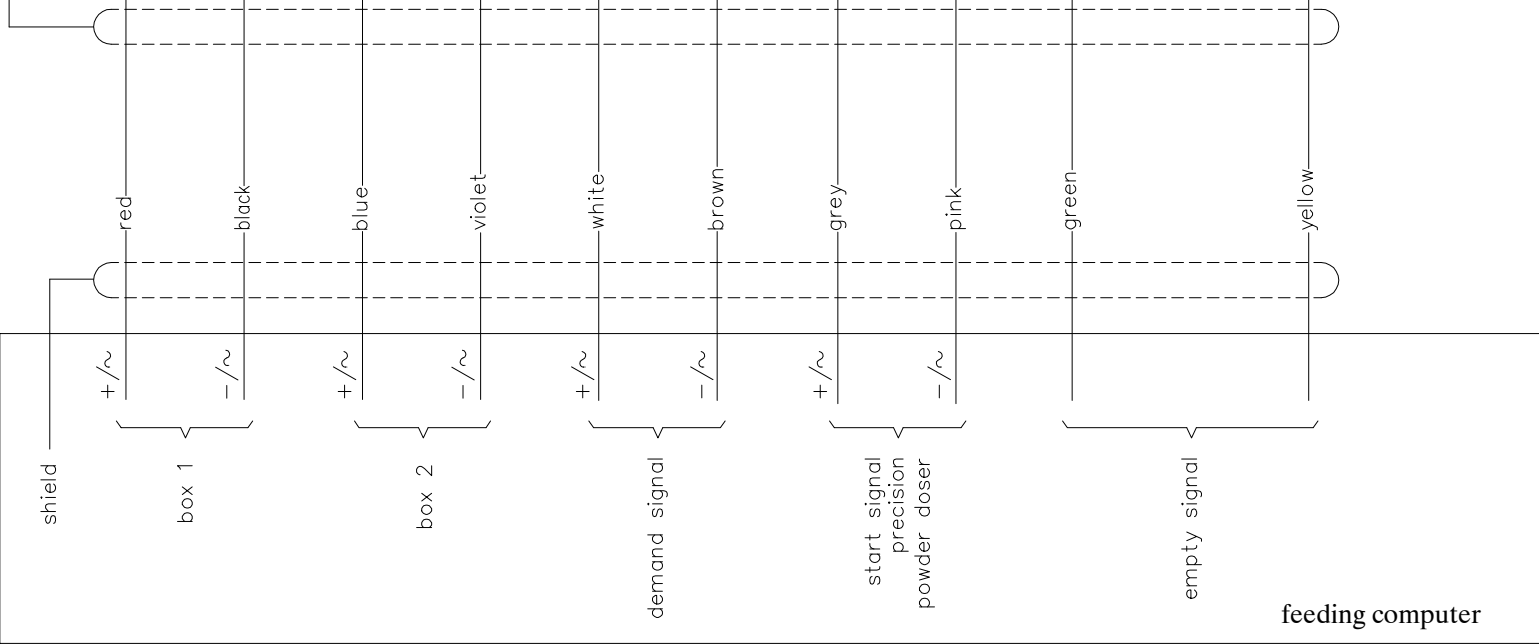 red
black
blue
violet
white
brown
grey
pink
green
yellow
+/~
-/~
+/~
-/~
+/~
-/~
+/~
-/~
shield
box 1
box 2
demand signal
start signal
precision
powder doser
empty signal
feeding computer